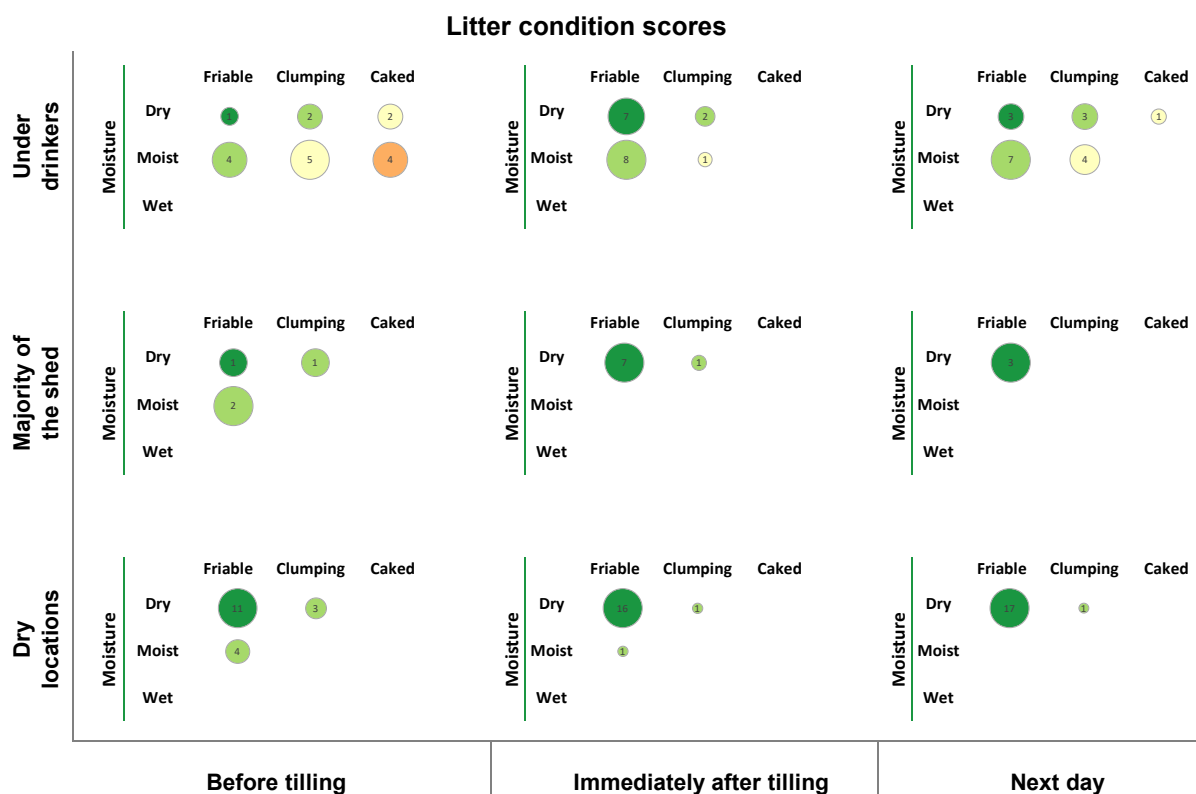 Litter condition scores
Under
drinkers
Moisture
Friable Clumping Caked
Dry 1 2 2
Moist 4 5 4
Wet
Moisture
Friable Clumping Caked
Dry 7 2
Moist 8 1
Wet
Moisture
Friable Clumping Caked
Dry 3 3 1
Moist 7 4
Wet
Majority of
the shed
Moisture
Friable Clumping Caked
Dry 1 1
Moist 2
Wet
Moisture
Friable Clumping Caked
Dry 7 1
Moist
Wet
Moisture
Friable Clumping Caked
Dry 3
Moist
Wet
Dry
locations
Moisture
Friable Clumping Caked
Dry 11 3
Moist 4
Wet
Moisture
Friable Clumping Caked
Dry 16 1
Moist 1
Wet
Moisture
Friable Clumping Caked
Dry 17 1
Moist
Wet
Before tilling
Immediately after tilling
Next day